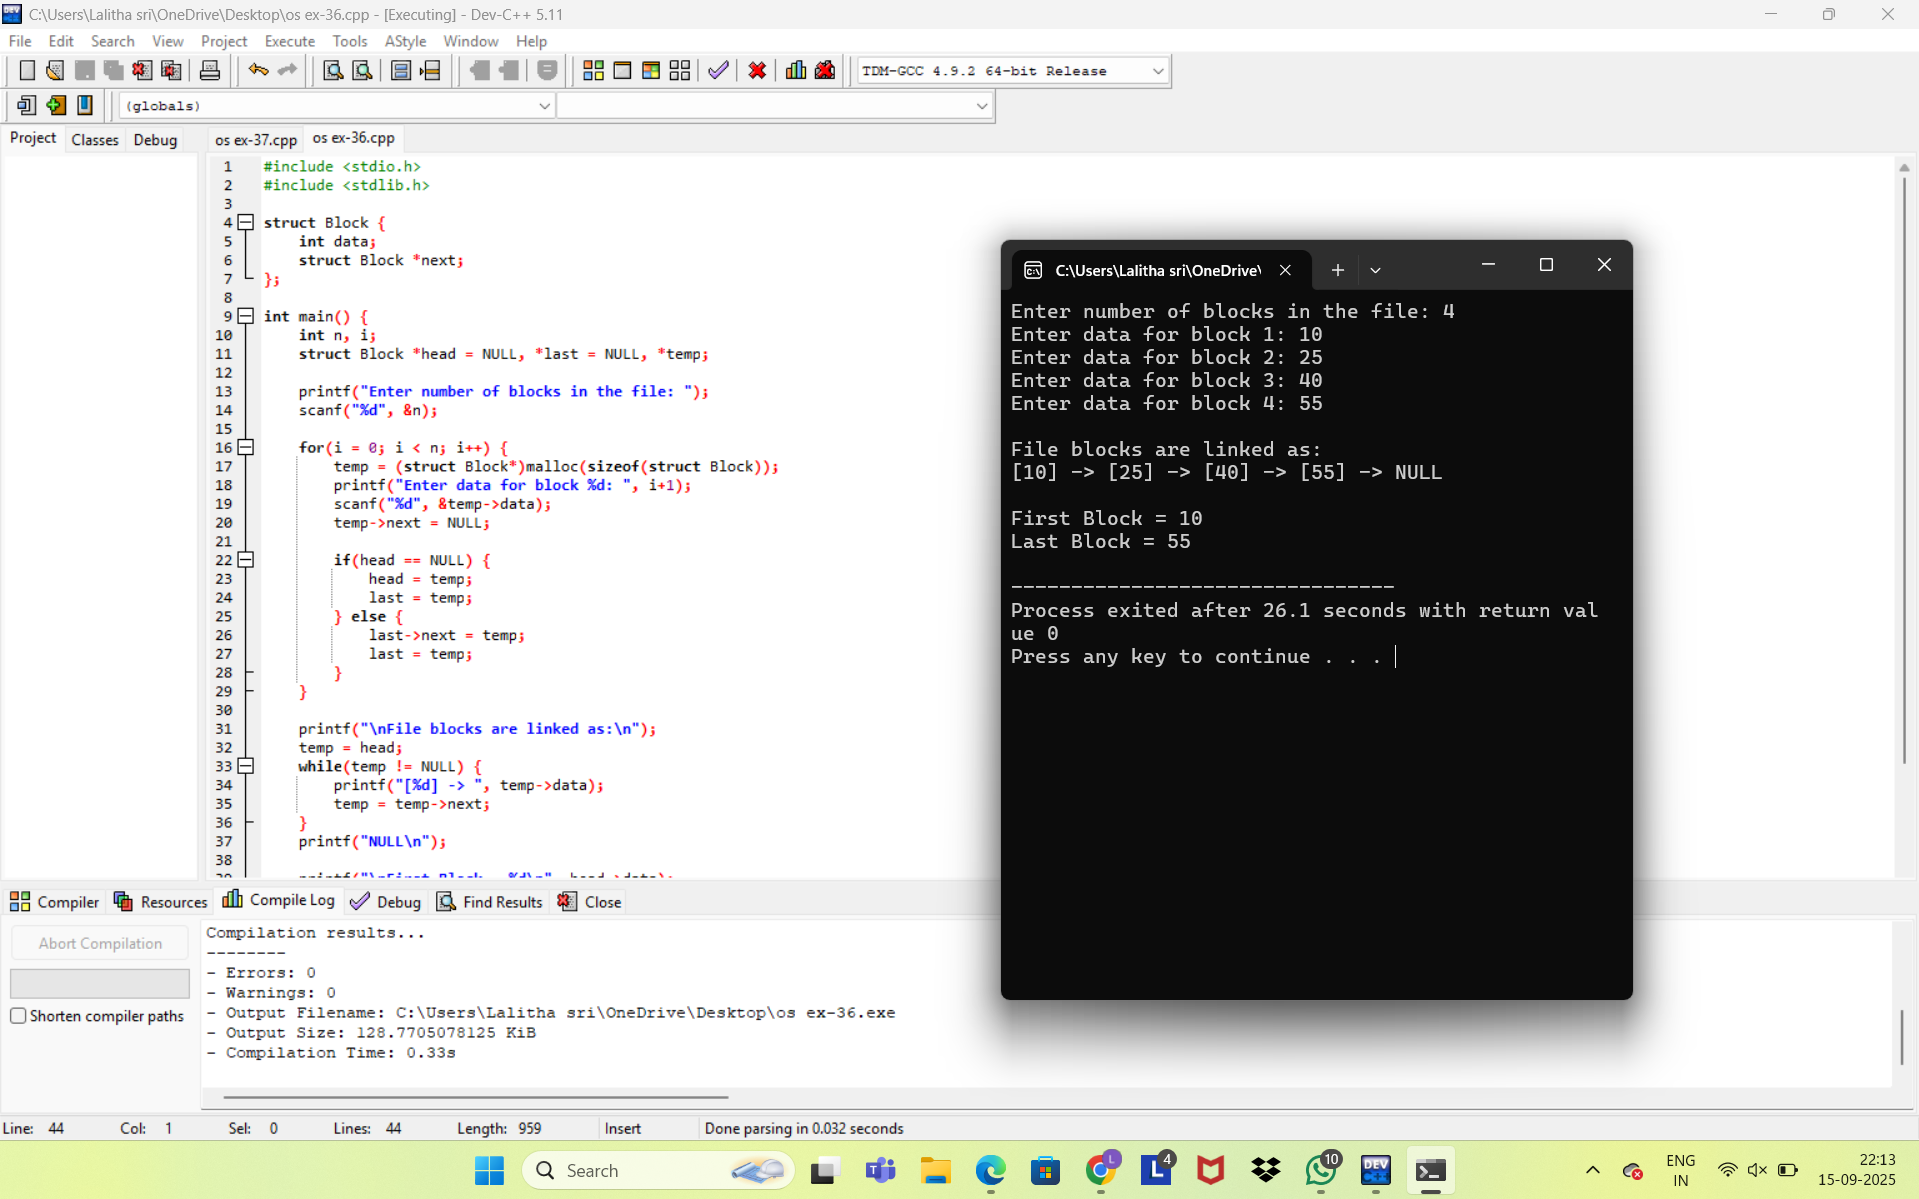 C:\Users\Lalitha sri\OneDrive\Desktop\os ex-36.cpp - [Executing] - Dev-C++ 5.11
File Edit Search View Project Execute Tools AStyle Window Help
TDM-GCC 4.9.2 64-bit Release
(globals)
Project Classes Debug
os ex-37.cpp os ex-36.cpp
1 #include <stdio.h>
2 #include <stdlib.h>
3
4 struct Block {
5 int data;
6 struct Block *next;
7 };
8
9 int main() {
10 int n, i;
11 struct Block *head = NULL, *last = NULL, *temp;
12
13 printf("Enter number of blocks in the file: ");
14 scanf("%d", &n);
15
16 for(i = 0; i < n; i++) {
17 temp = (struct Block*)malloc(sizeof(struct Block));
18 printf("Enter data for block %d: ", i+1);
19 scanf("%d", &temp->data);
20 temp->next = NULL;
21
22 if(head == NULL) {
23 head = temp;
24 last = temp;
25 } else {
26 last->next = temp;
27 last = temp;
28 }
29 }
30
31 printf("\nFile blocks are linked as:\n");
32 temp = head;
33 while(temp != NULL) {
34 printf("[%d] -> ", temp->data);
35 temp = temp->next;
36 }
37 printf("NULL\n");
38
C:\Users\Lalitha sri\OneDrive\
Enter number of blocks in the file: 4
Enter data for block 1: 10
Enter data for block 2: 25
Enter data for block 3: 40
Enter data for block 4: 55
File blocks are linked as:
[10] -> [25] -> [40] -> [55] -> NULL
First Block = 10
Last Block = 55
--------------------------------
Process exited after 26.1 seconds with return val
ue 0
Press any key to continue . . .
Compiler Resources Compile Log Debug Find Results Close
Abort Compilation
Shorten compiler paths
Compilation results...
--------
- Errors: 0
- Warnings: 0
- Output Filename: C:\Users\Lalitha sri\OneDrive\Desktop\os ex-36.exe
- Output Size: 128.7705078125 KiB
- Compilation Time: 0.33s
Line: 44 Col: 1 Sel: 0 Lines: 44 Length: 959 Insert Done parsing in 0.032 seconds
Search
L
L 4
10
DEV
ENG
IN
22:13
15-09-2025